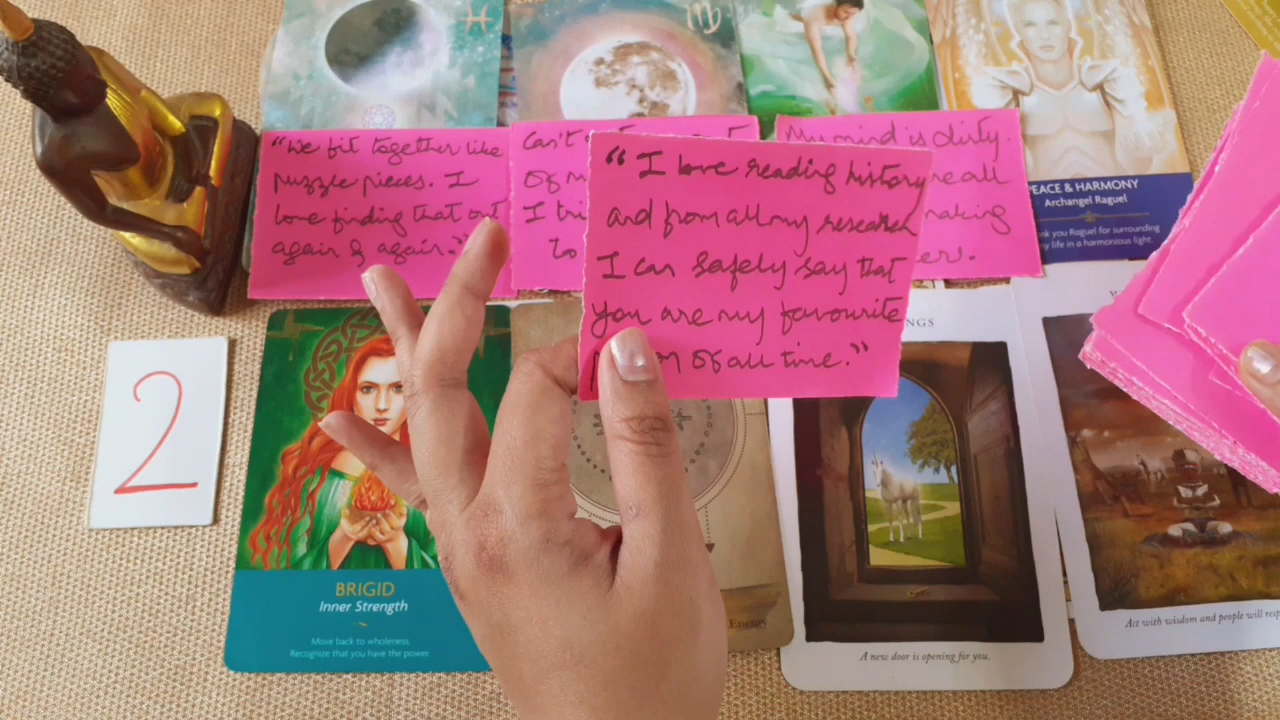 "We fit together like
puzzle pieces. I
love finding that out
again & again."
Can't
of m
I tri
to
"I love reading history
and from all my research
I can safely say that
you are my favourite
of all time."
My mind is dirty.
all
making
PEACE & HARMONY
Archangel Raguel
you Raguel for surrounding
life in a harmonious light.
2
BRIGID
Inner Strength
Move back to wholeness.
Recognize that you have the power.
NGS
A new door is opening for you.
Act with wisdom and people will resp